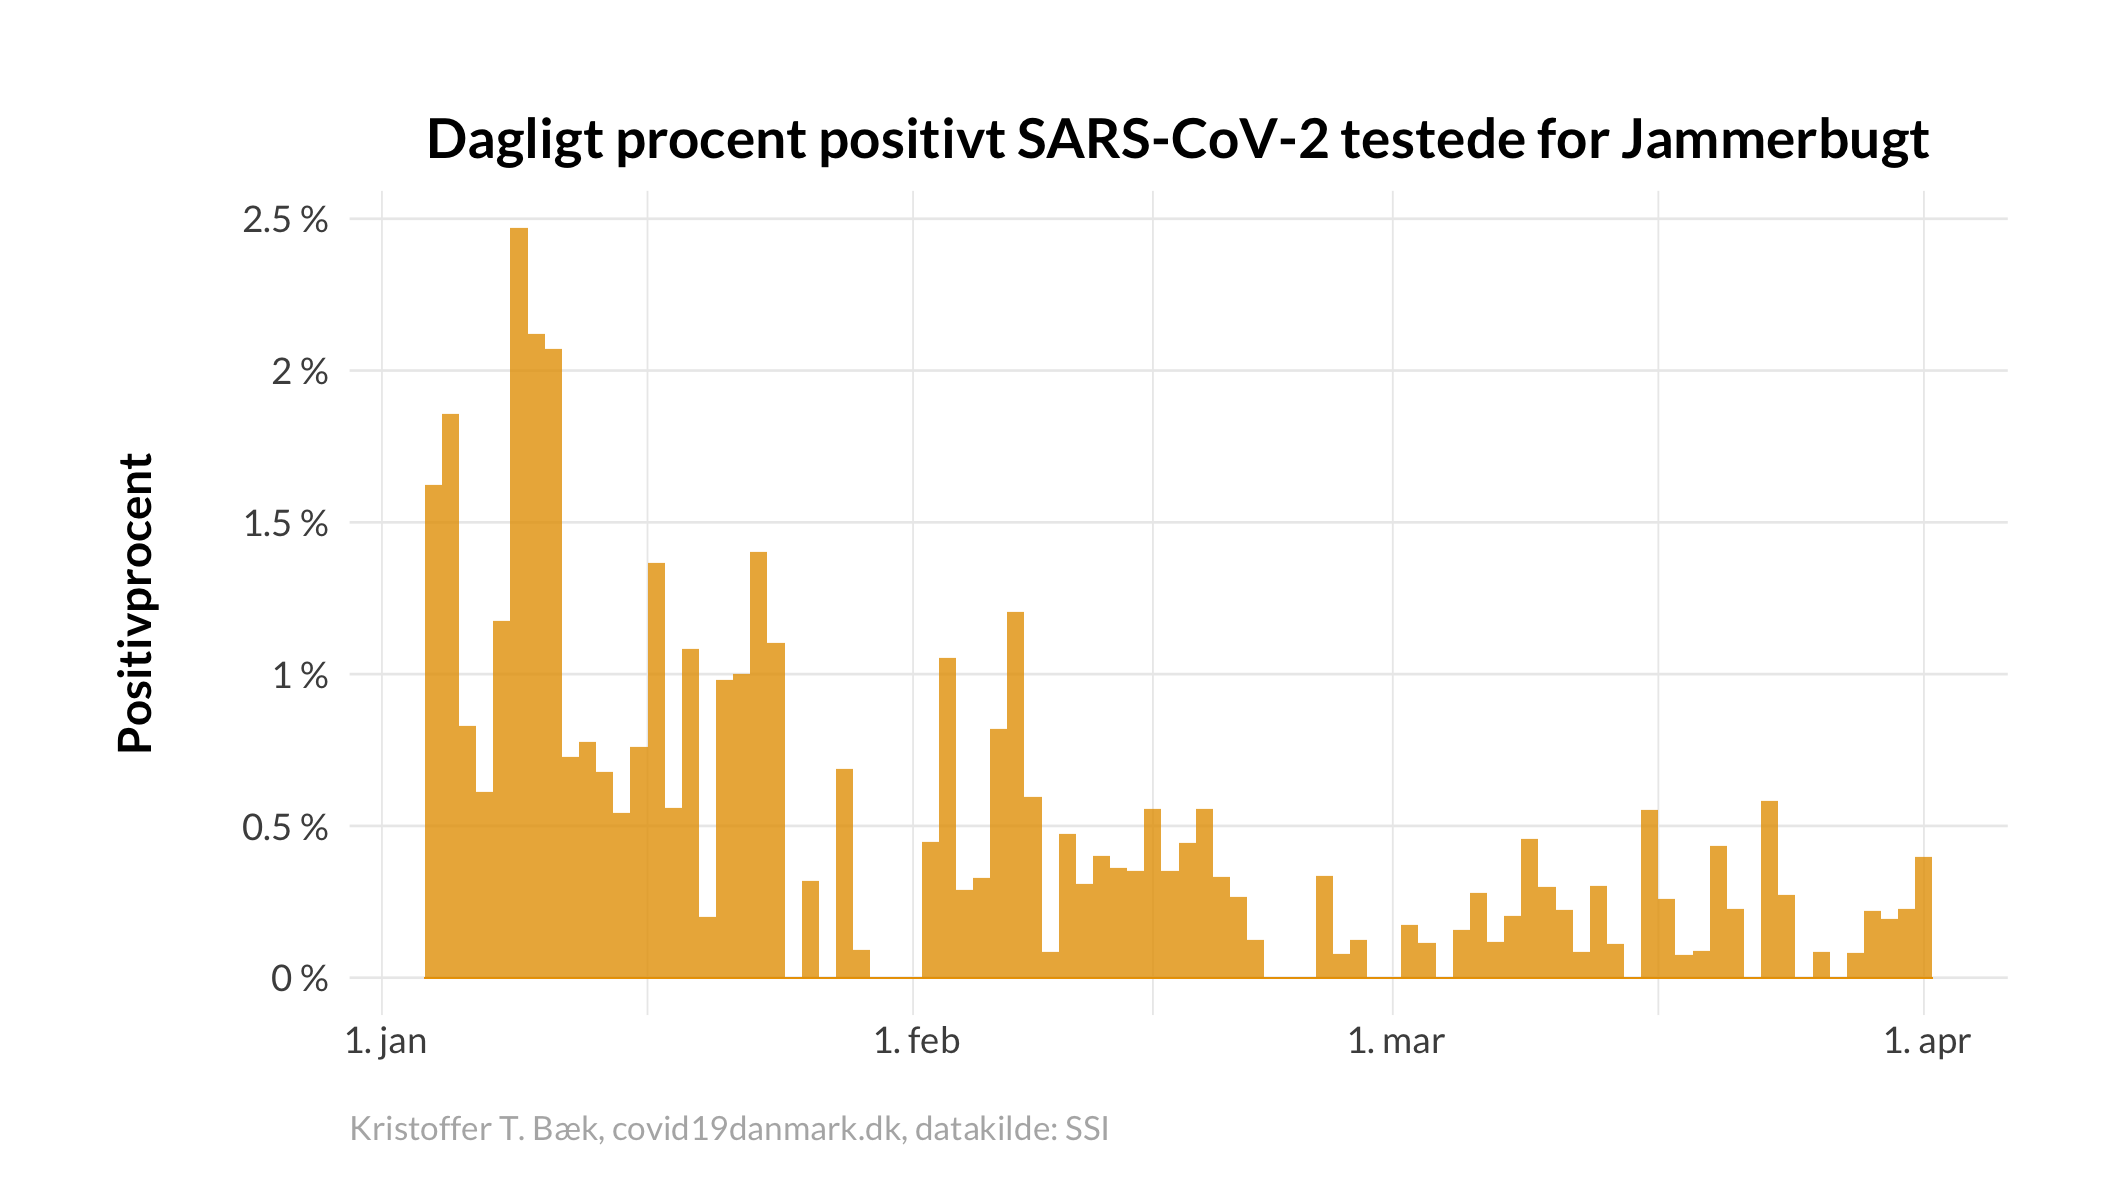 Dagligt procent positivt SARS-CoV-2 testede for Jammerbugt
Positivprocent
2.5 %
2 %
1.5 %
1 %
0.5 %
0 %
1. jan
1. feb
1. mar
1. apr
Kristoffer T. Bæk, covid19danmark.dk, datakilde: SSI